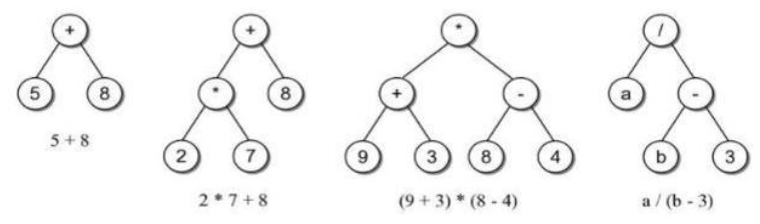 + + * /
5 8 * 8 + - a -
2 7 9 3 8 4 b 3
5 + 8
2 * 7 + 8 (9 + 3) * (8 - 4) a / (b - 3)